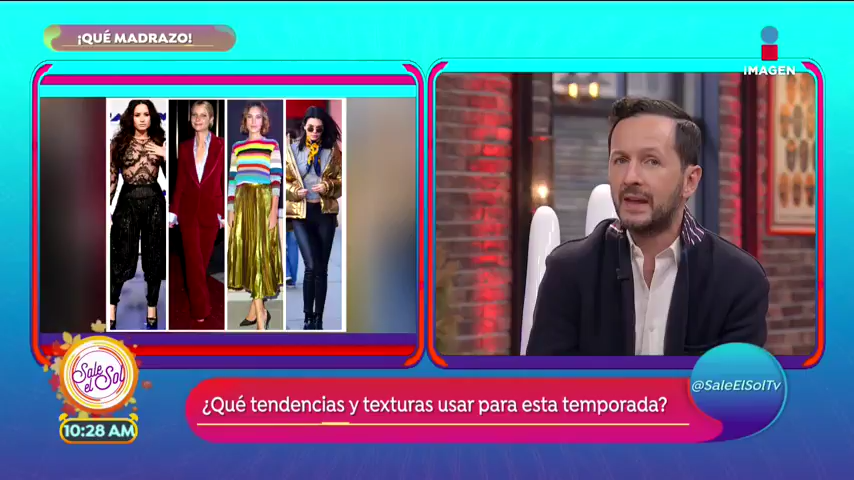 ¡QUÉ MADRAZO!
IMAGEN
Sale
el
Sol
10:28 AM
@SaleElSolTv
¿Qué tendencias y texturas usar para esta temporada?